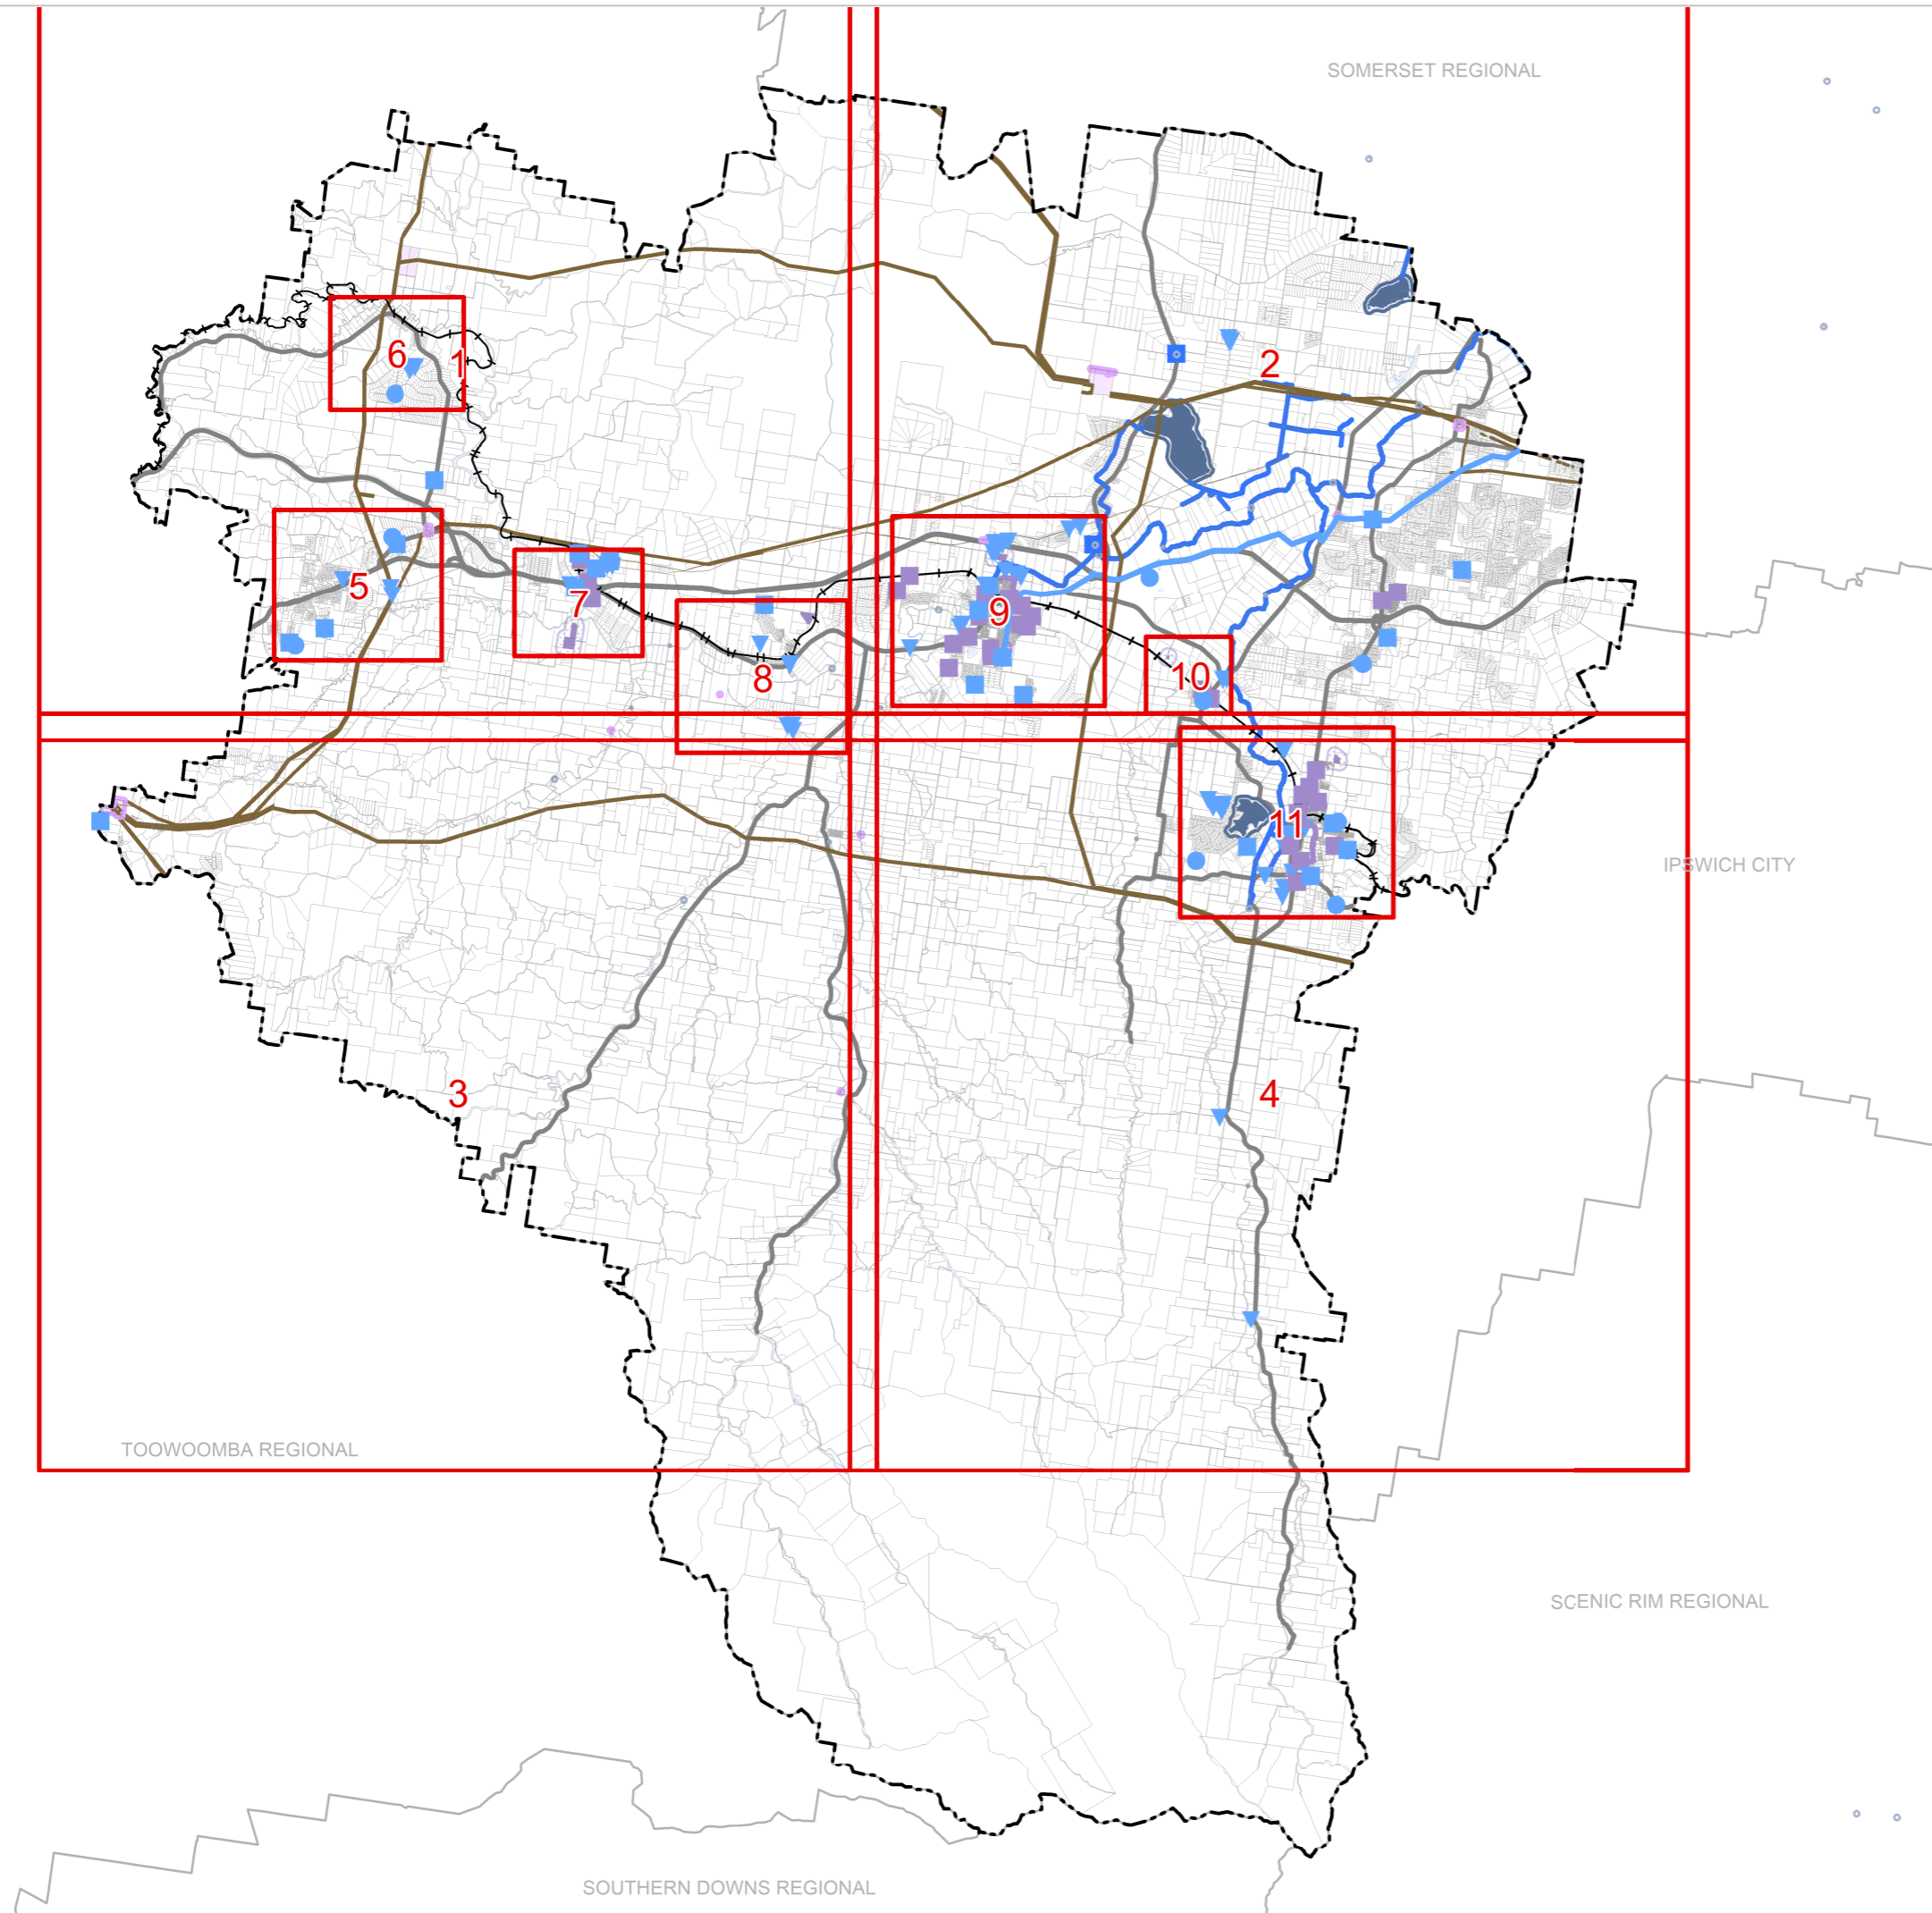 SOMERSET REGIONAL
6
1
2
5
7
9
8
10
11
IPSWICH CITY
3
4
TOOWOOMBA REGIONAL
SCENIC RIM REGIONAL
SOUTHERN DOWNS REGIONAL